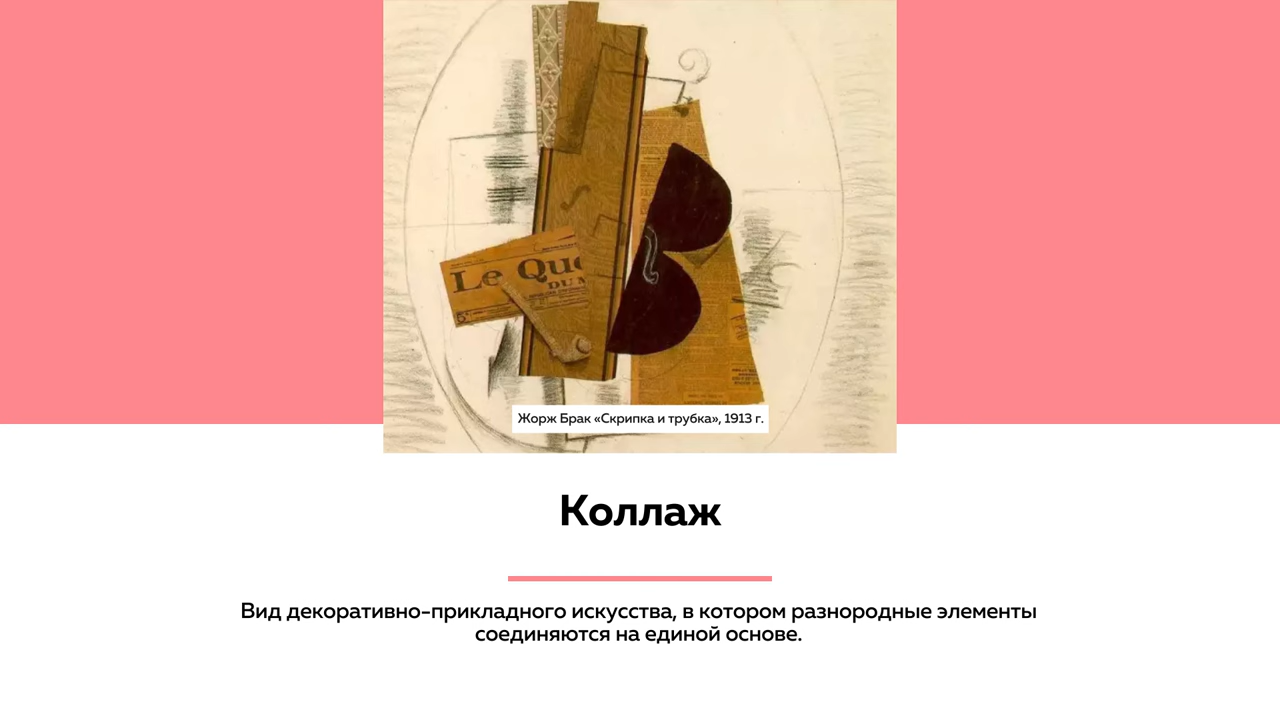 Le Quo
DU M
Жорж Брак «Скрипка и трубка», 1913 г.
Коллаж
Вид декоративно-прикладного искусства, в котором разнородные элементы
соединяются на единой основе.